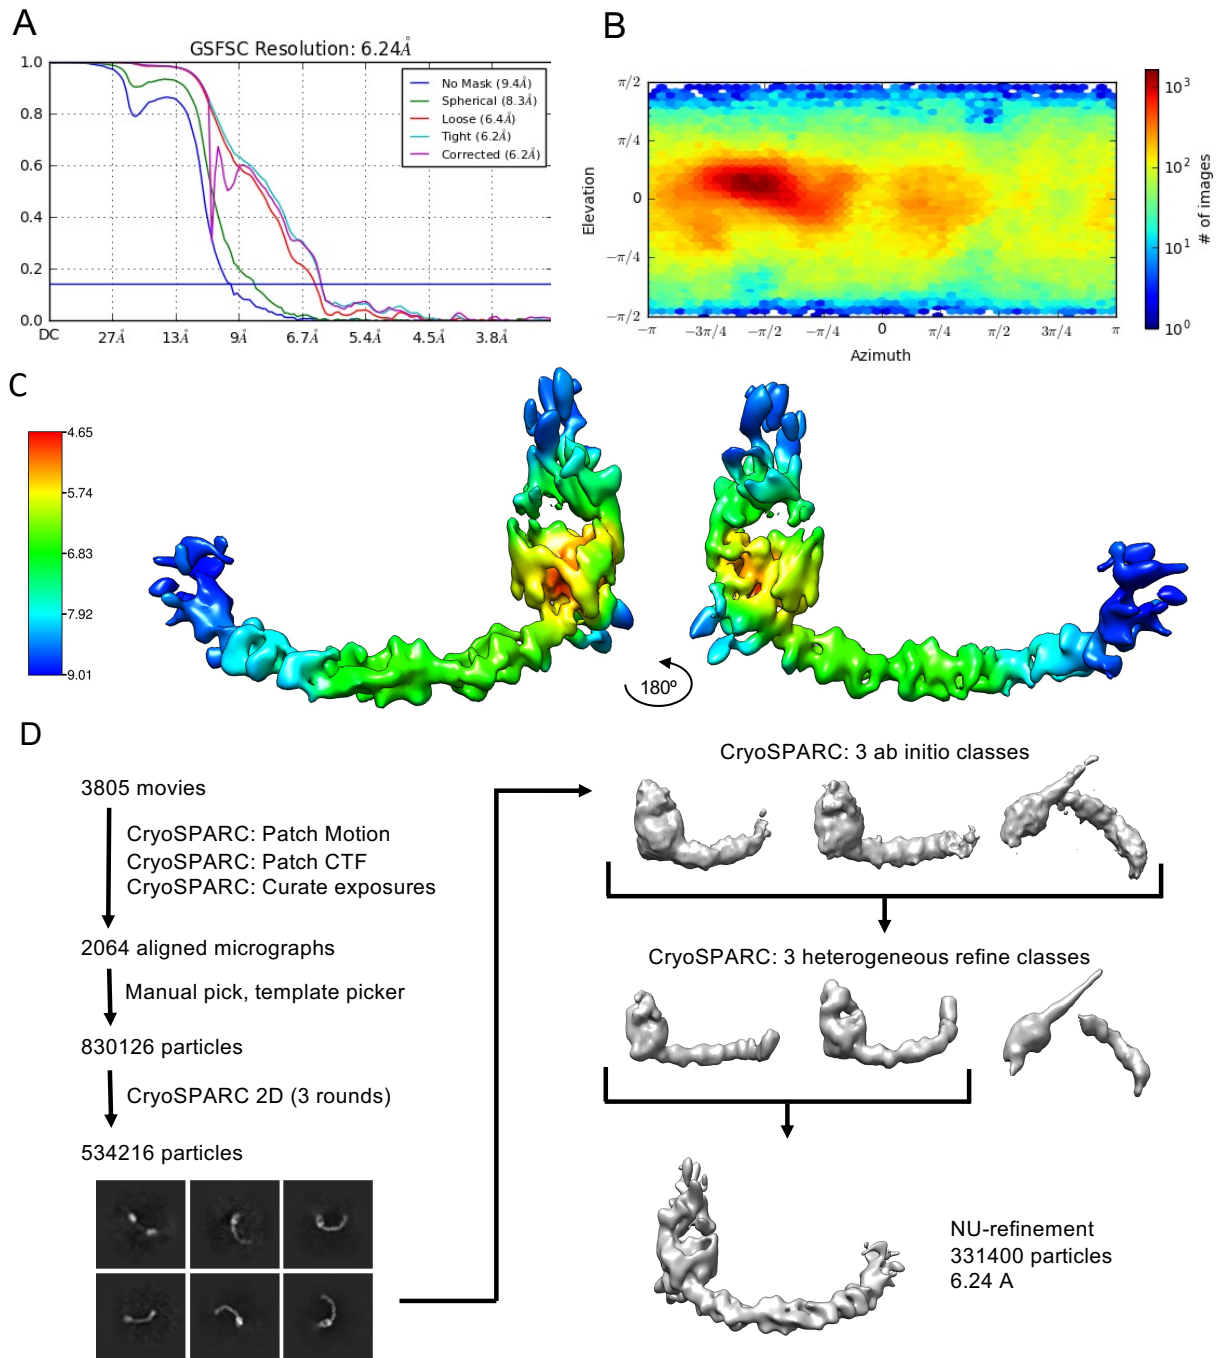 A
GSFSC Resolution: 6.24Å
1.0
0.8
0.6
0.4
0.2
0.0
DC
27Å
13Å
9Å
6.7Å
5.4Å
4.5Å
3.8Å
No Mask (9.4Å)
Spherical (8.3Å)
Loose (6.4Å)
Tight (6.2Å)
Corrected (6.2Å)
B
Elevation
π/2
π/4
0
−π/4
−π/2
−π
−3π/4
−π/2
−π/4
0
π/4
π/2
3π/4
π
Azimuth
10³
10²
10¹
10⁰
# of images
C
4.65
5.74
6.83
7.92
9.01
180º
D
3805 movies
CryoSPARC: Patch Motion
CryoSPARC: Patch CTF
CryoSPARC: Curate exposures
2064 aligned micrographs
Manual pick, template picker
830126 particles
CryoSPARC 2D (3 rounds)
534216 particles
CryoSPARC: 3 ab initio classes
CryoSPARC: 3 heterogeneous refine classes
NU-refinement
331400 particles
6.24 A